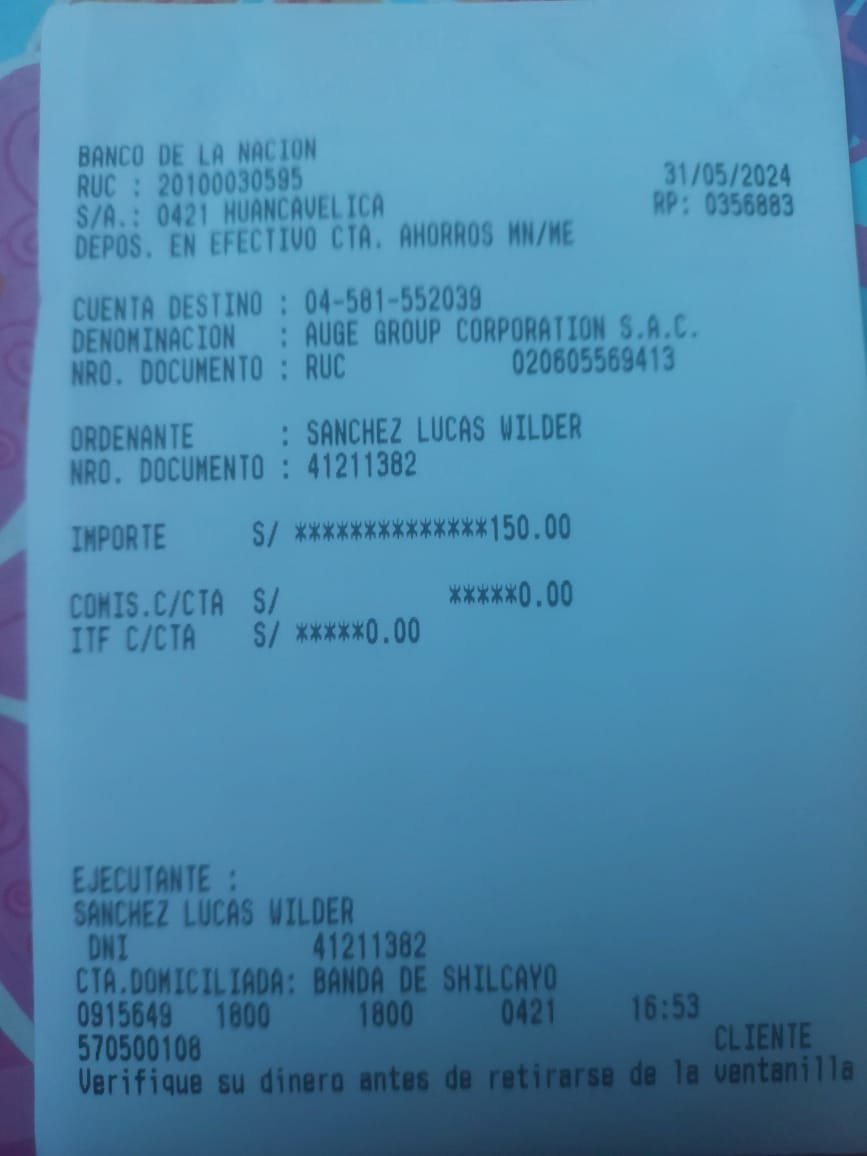 BANCO DE LA NACION
RUC : 20100030595 31/05/2024
S/A.: 0421 HUANCAVELICA RP: 0356883
DEPOS. EN EFECTIVO CTA. AHORROS MN/ME
CUENTA DESTINO : 04-581-552039
DENOMINACION : AUGE GROUP CORPORATION S.A.C.
NRO. DOCUMENTO : RUC 020605569413
ORDENANTE : SANCHEZ LUCAS WILDER
NRO. DOCUMENTO : 41211382
IMPORTE S/ **************150.00
COMIS.C/CTA S/ *****0.00
ITF C/CTA S/ *****0.00
EJECUTANTE :
SANCHEZ LUCAS WILDER
DNI 41211382
CTA.DOMICILIADA: BANDA DE SHILCAYO
0915649 1800 1800 0421 16:53
570500108 CLIENTE
Verifique su dinero antes de retirarse de la ventanilla